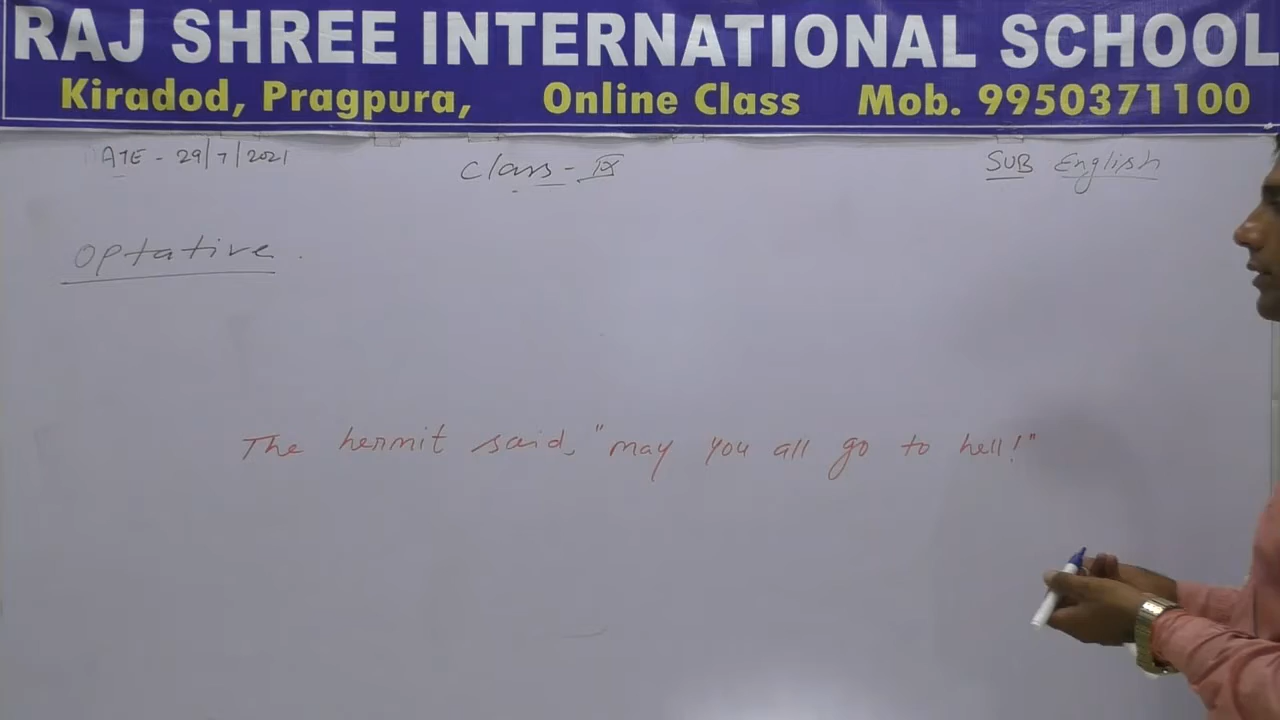 RAJ SHREE INTERNATIONAL SCHOOL
Kiradod, Pragpura, Online Class Mob. 9950371100
ATE - 29/7/2021 Class - IX SUB English
Optative.
The hermit said, "may you all go to hell!"